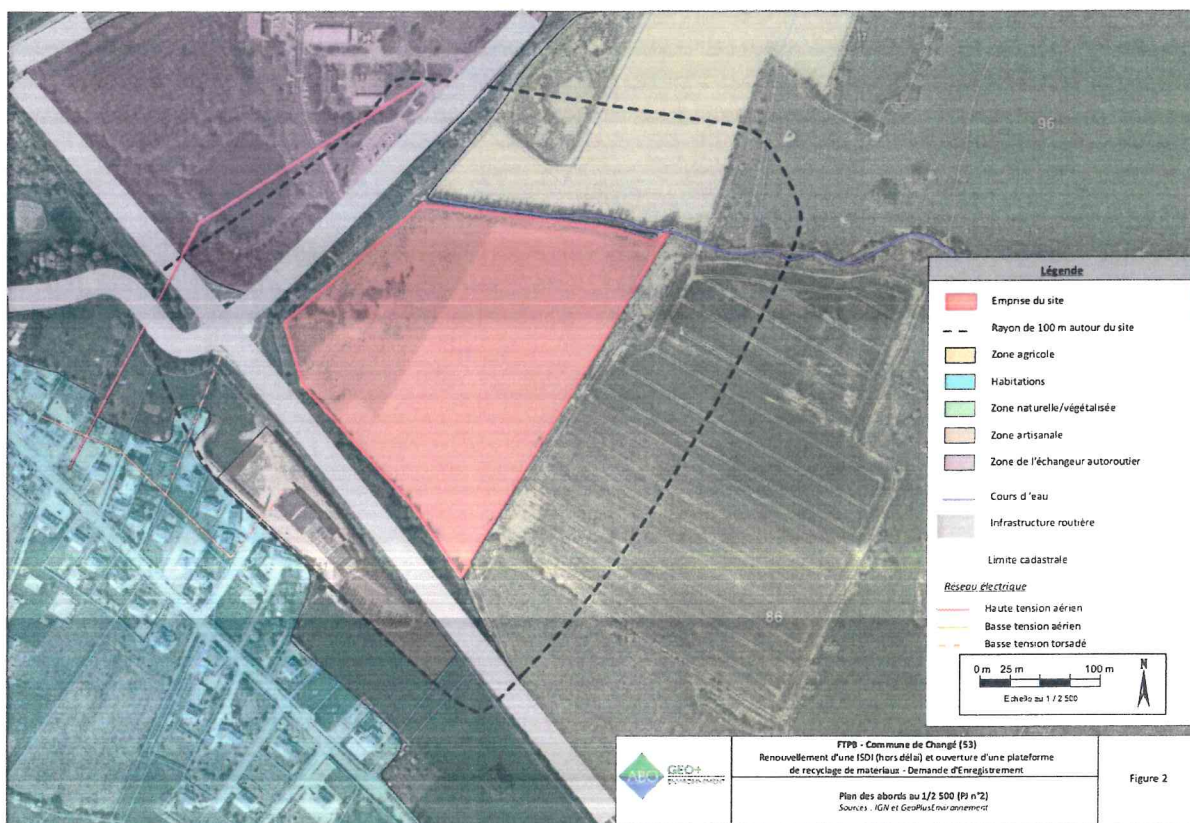 96
86
Légende
Emprise du site
Rayon de 100 m autour du site
Zone agricole
Habitations
Zone naturelle/végétalisée
Zone artisanale
Zone de l'échangeur autoroutier
Cours d'eau
Infrastructure routière
Limite cadastrale
Réseau électrique
Haute tension aérien
Basse tension aérien
Basse tension torsadé
0 m 25 m 100 m
N
Echelle au 1 / 2 500
ABO
GEO+
ENVIRONNEMENT
FTPB - Commune de Changé (53)
Renouvellement d'une ISDI (hors délai) et ouverture d'une plateforme
de recyclage de materiaux - Demande d'Enregistrement
Plan des abords au 1/2 500 (PJ n°2)
Sources : IGN et GeoPlusEnvironnement
Figure 2